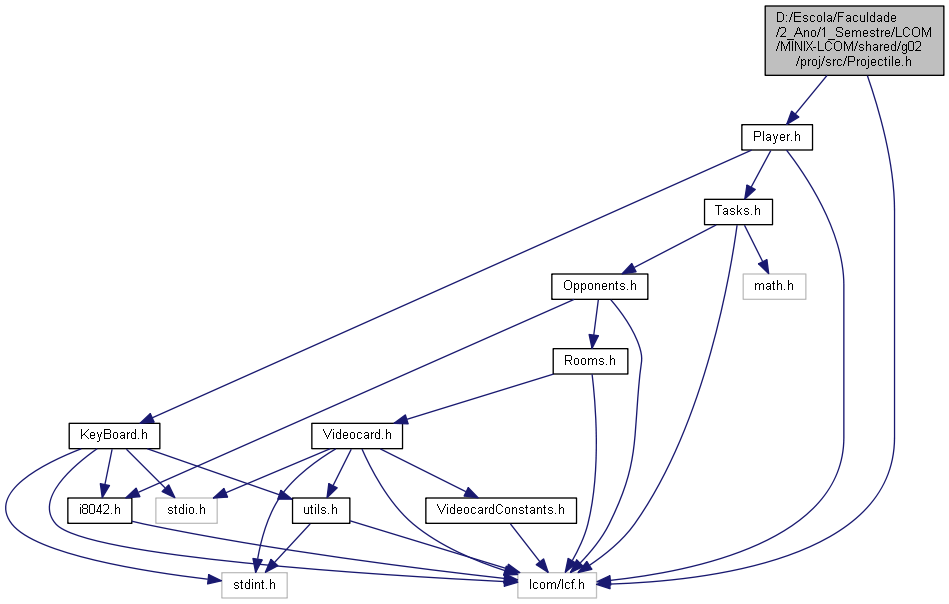 D:/Escola/Faculdade
/2_Ano/1_Semestre/LCOM
/MINIX-LCOM/shared/g02
/proj/src/Projectile.h
Player.h
Tasks.h
Opponents.h
math.h
Rooms.h
KeyBoard.h
Videocard.h
i8042.h
stdio.h
utils.h
VideocardConstants.h
stdint.h
lcom/lcf.h